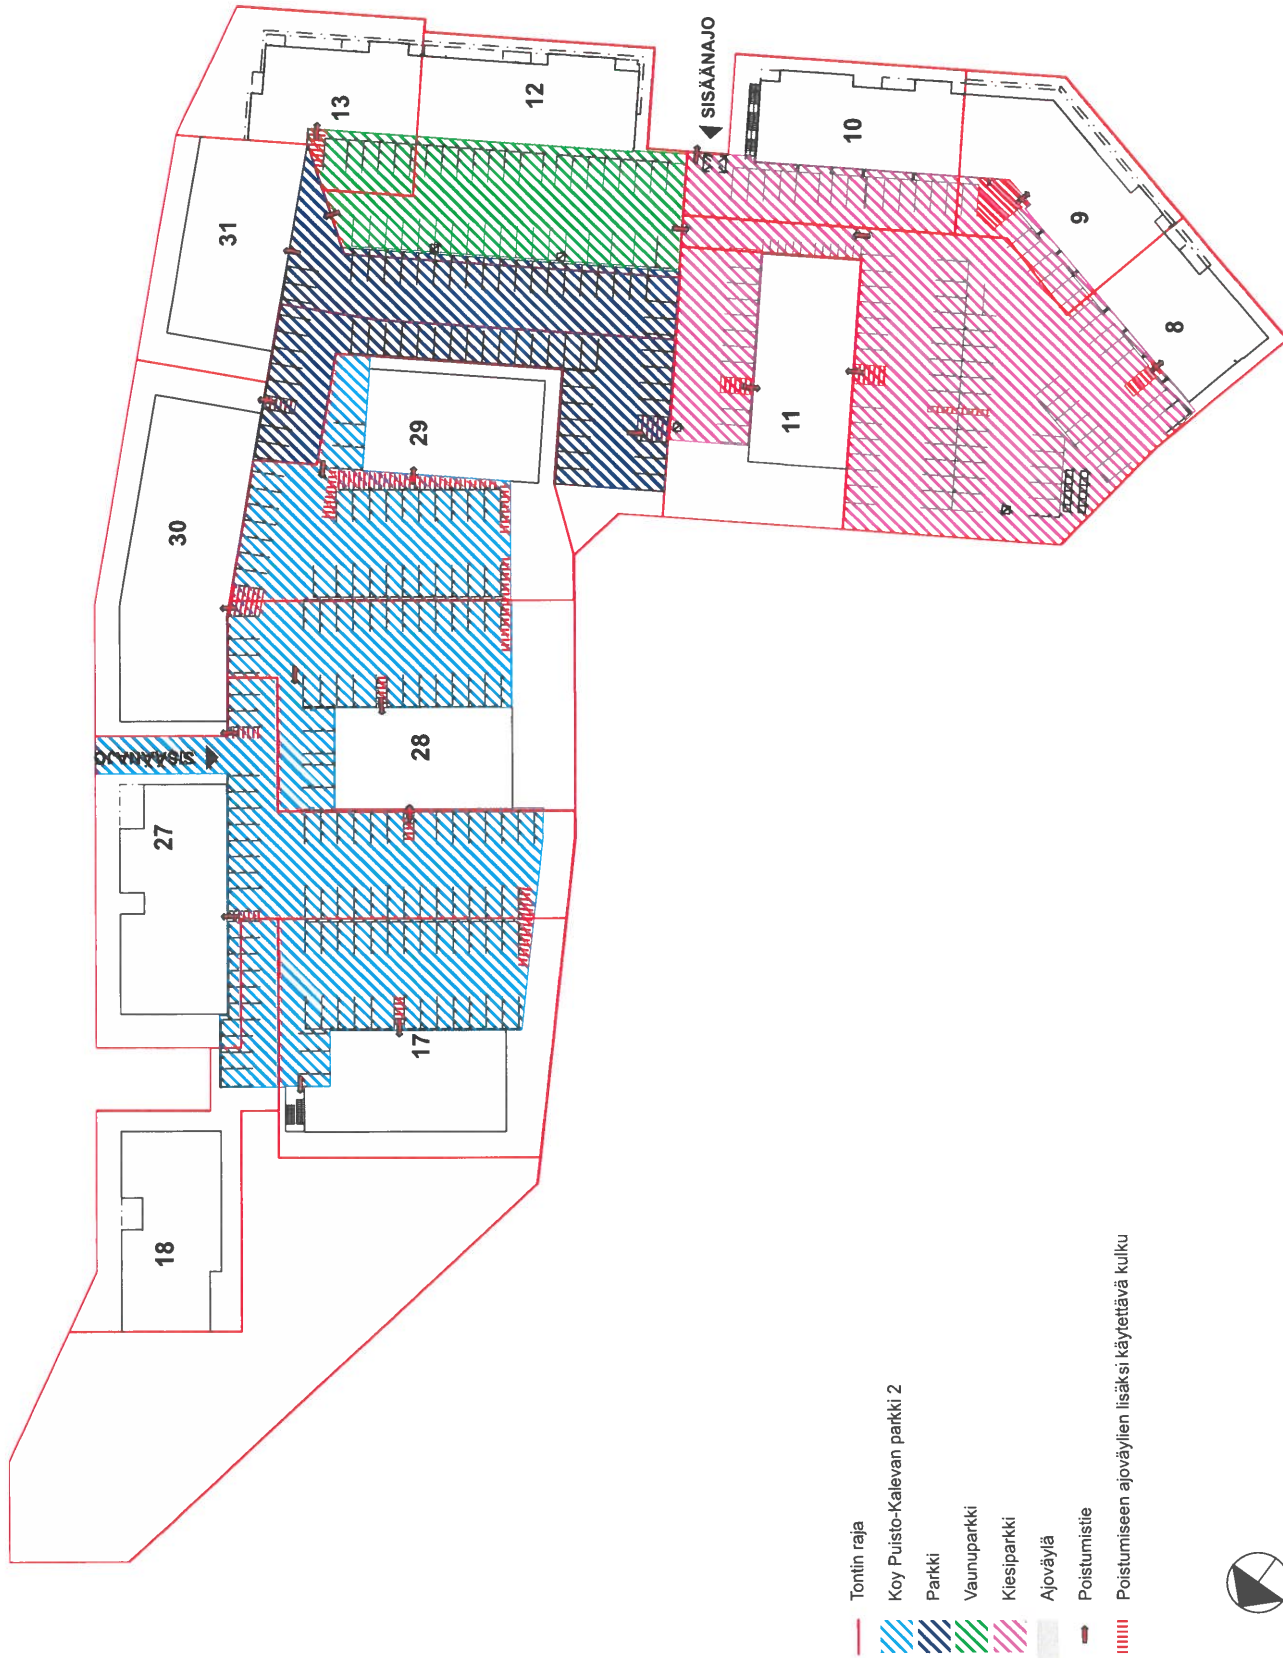 13
12
SISÄÄNAJO
31
10
29
9
30
11
8
28
SISÄÄNAJO
27
17
18
Tontin raja
Koy Puisto-Kalevan parkki 2
Parkki
Vaunuparkki
Kiesiparkki
Ajoväylä
Poistumistie
Poistumiseen ajoväylien lisäksi käytettävä kulku